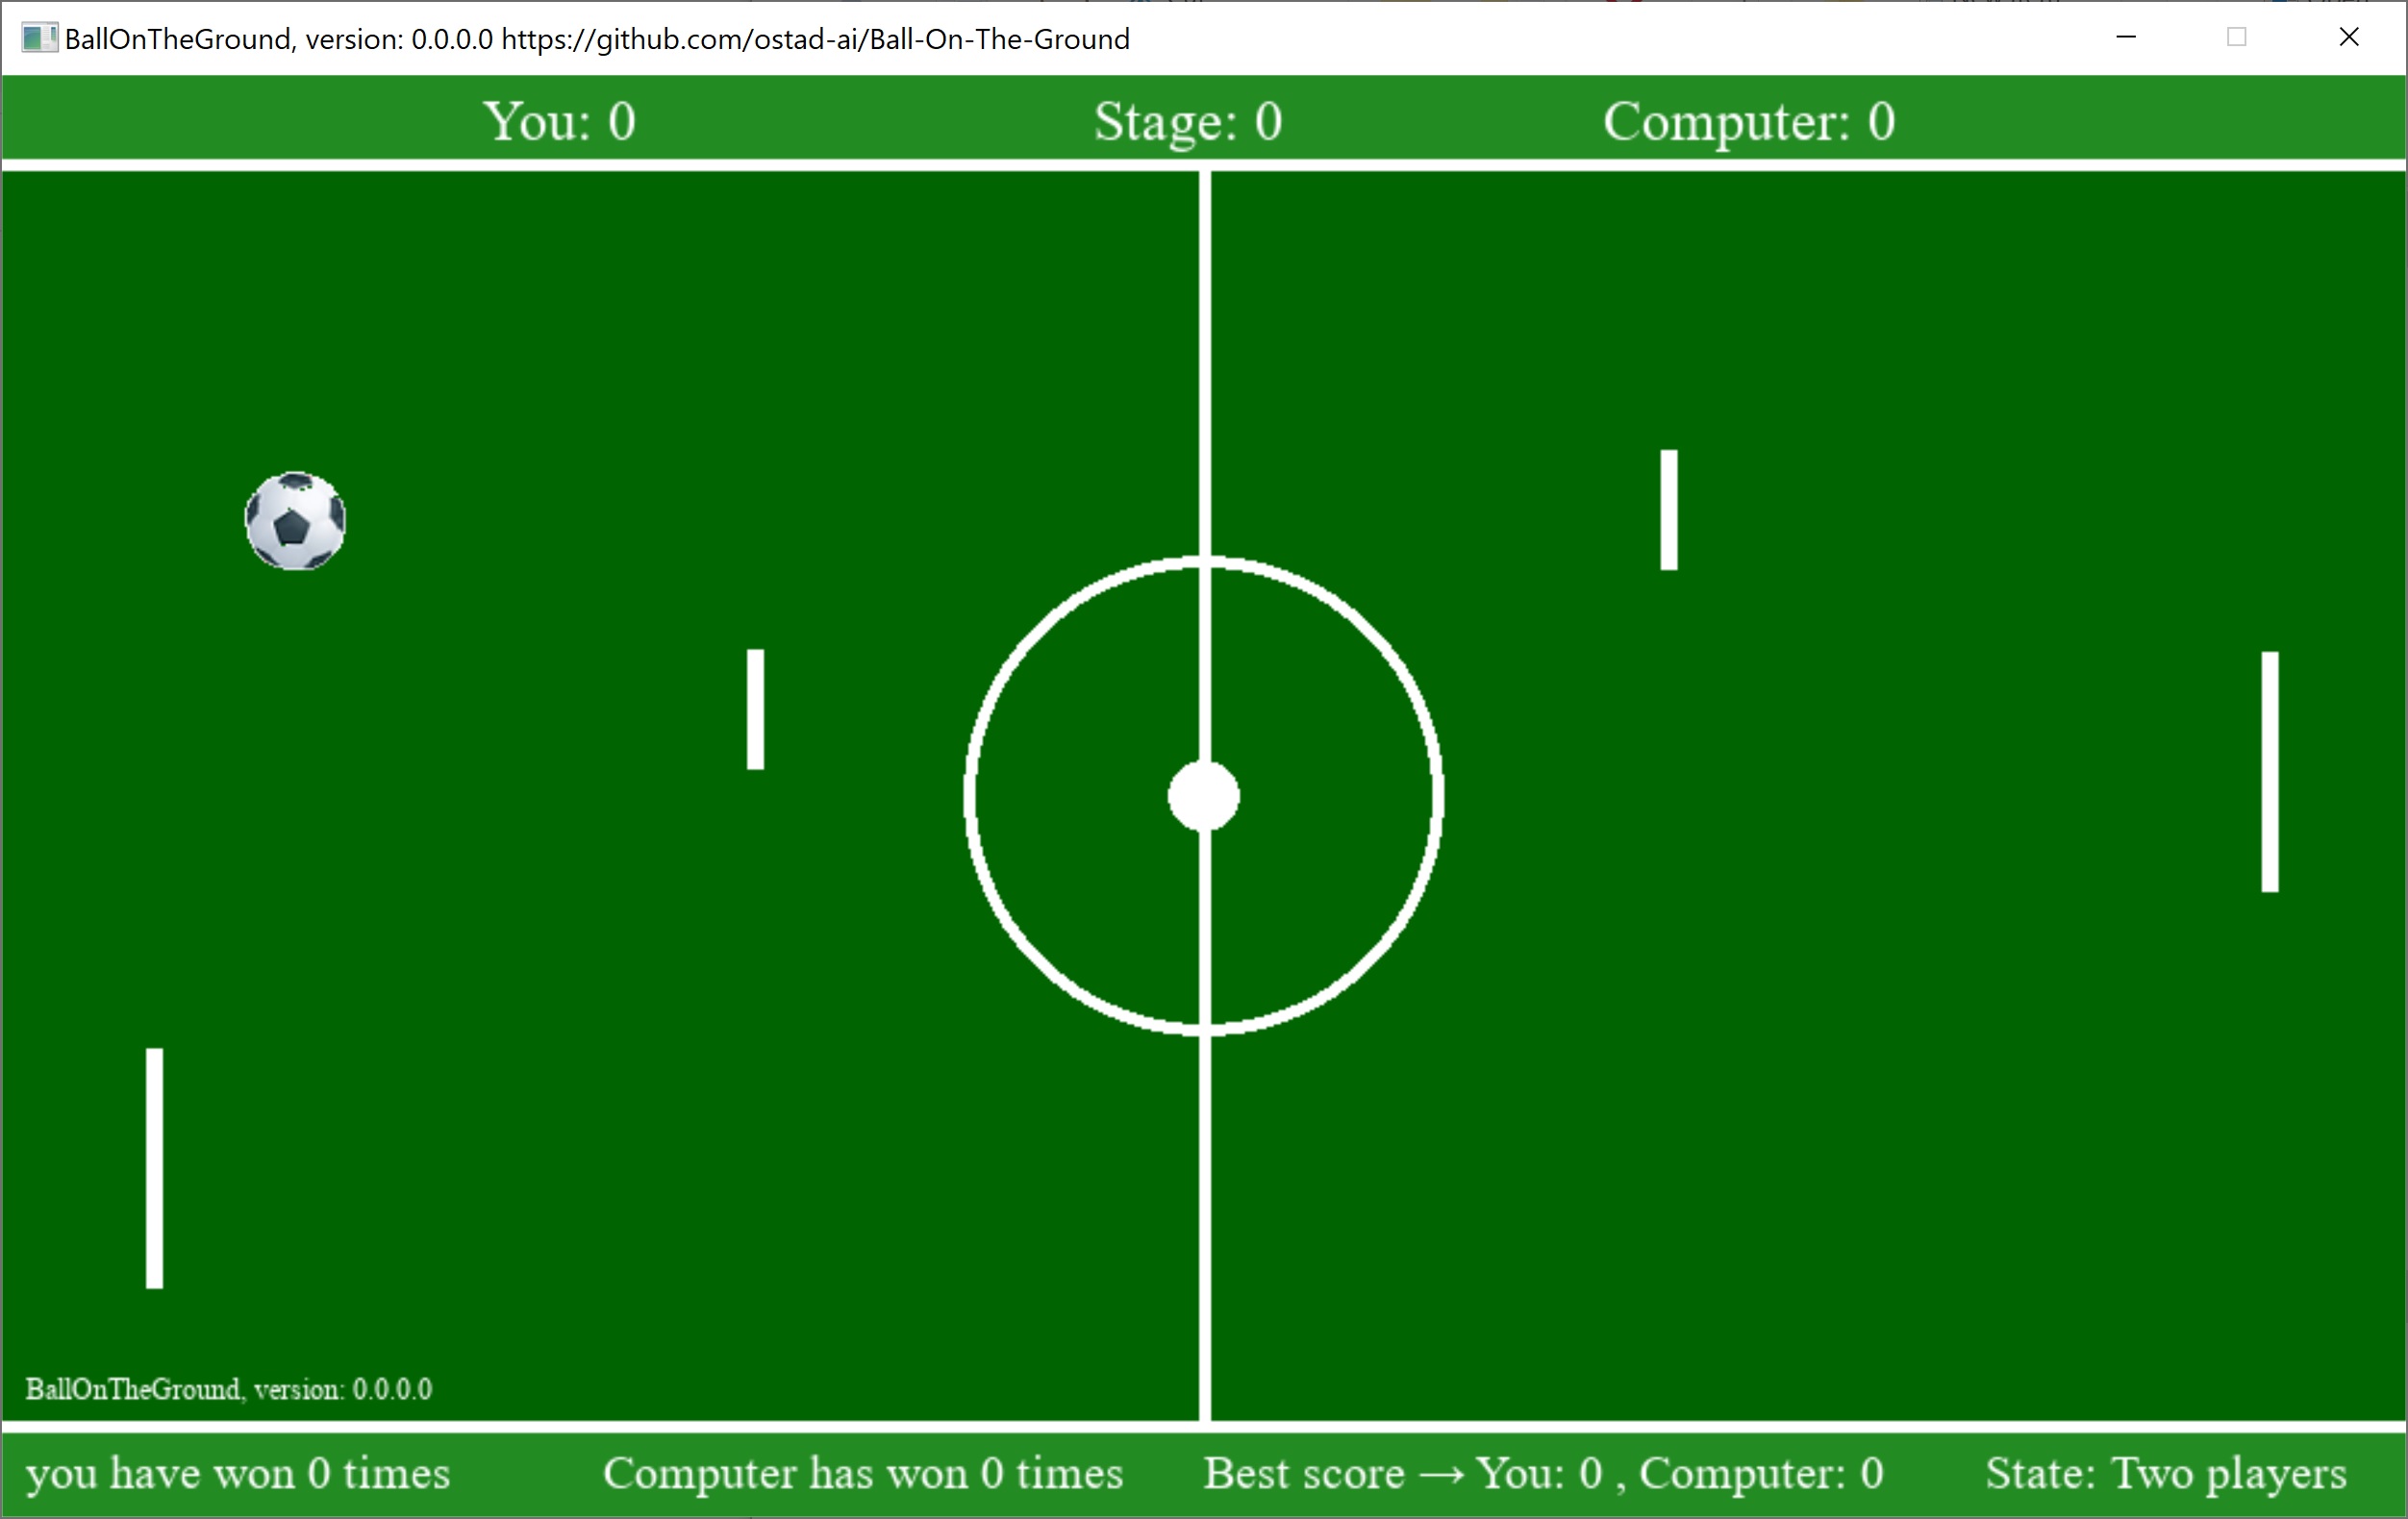 BallOnTheGround, version: 0.0.0.0 https://github.com/ostad-ai/Ball-On-The-Ground
You: 0 Stage: 0 Computer: 0
BallOnTheGround, version: 0.0.0.0
you have won 0 times Computer has won 0 times Best score → You: 0 , Computer: 0 State: Two players